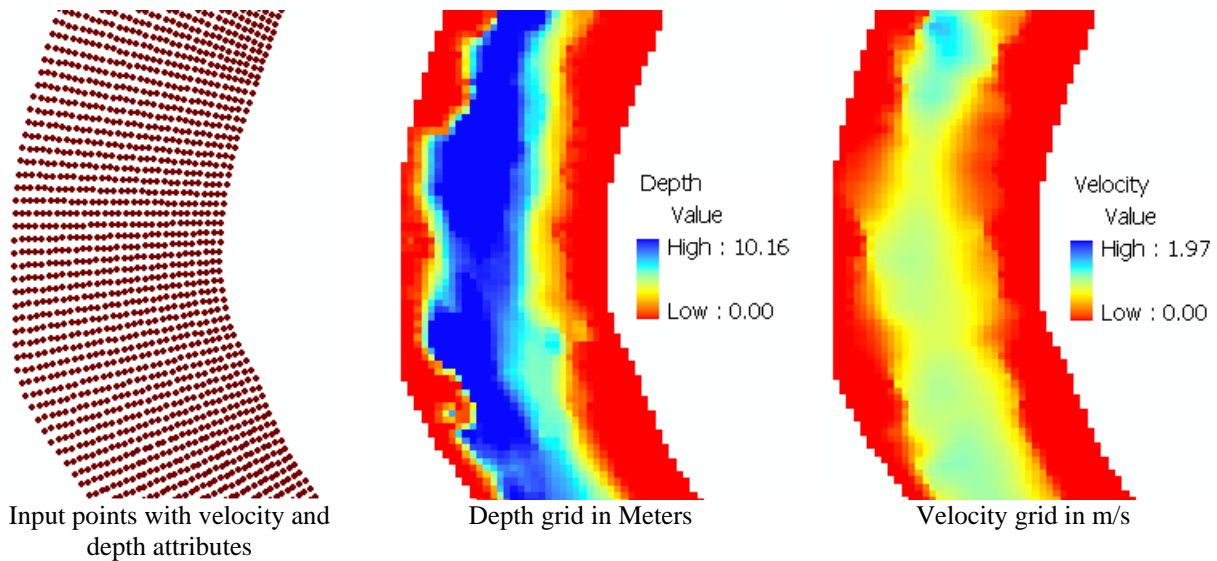 Depth
Value
High : 10.16
Low : 0.00
Velocity
Value
High : 1.97
Low : 0.00
Input points with velocity and
depth attributes
Depth grid in Meters
Velocity grid in m/s